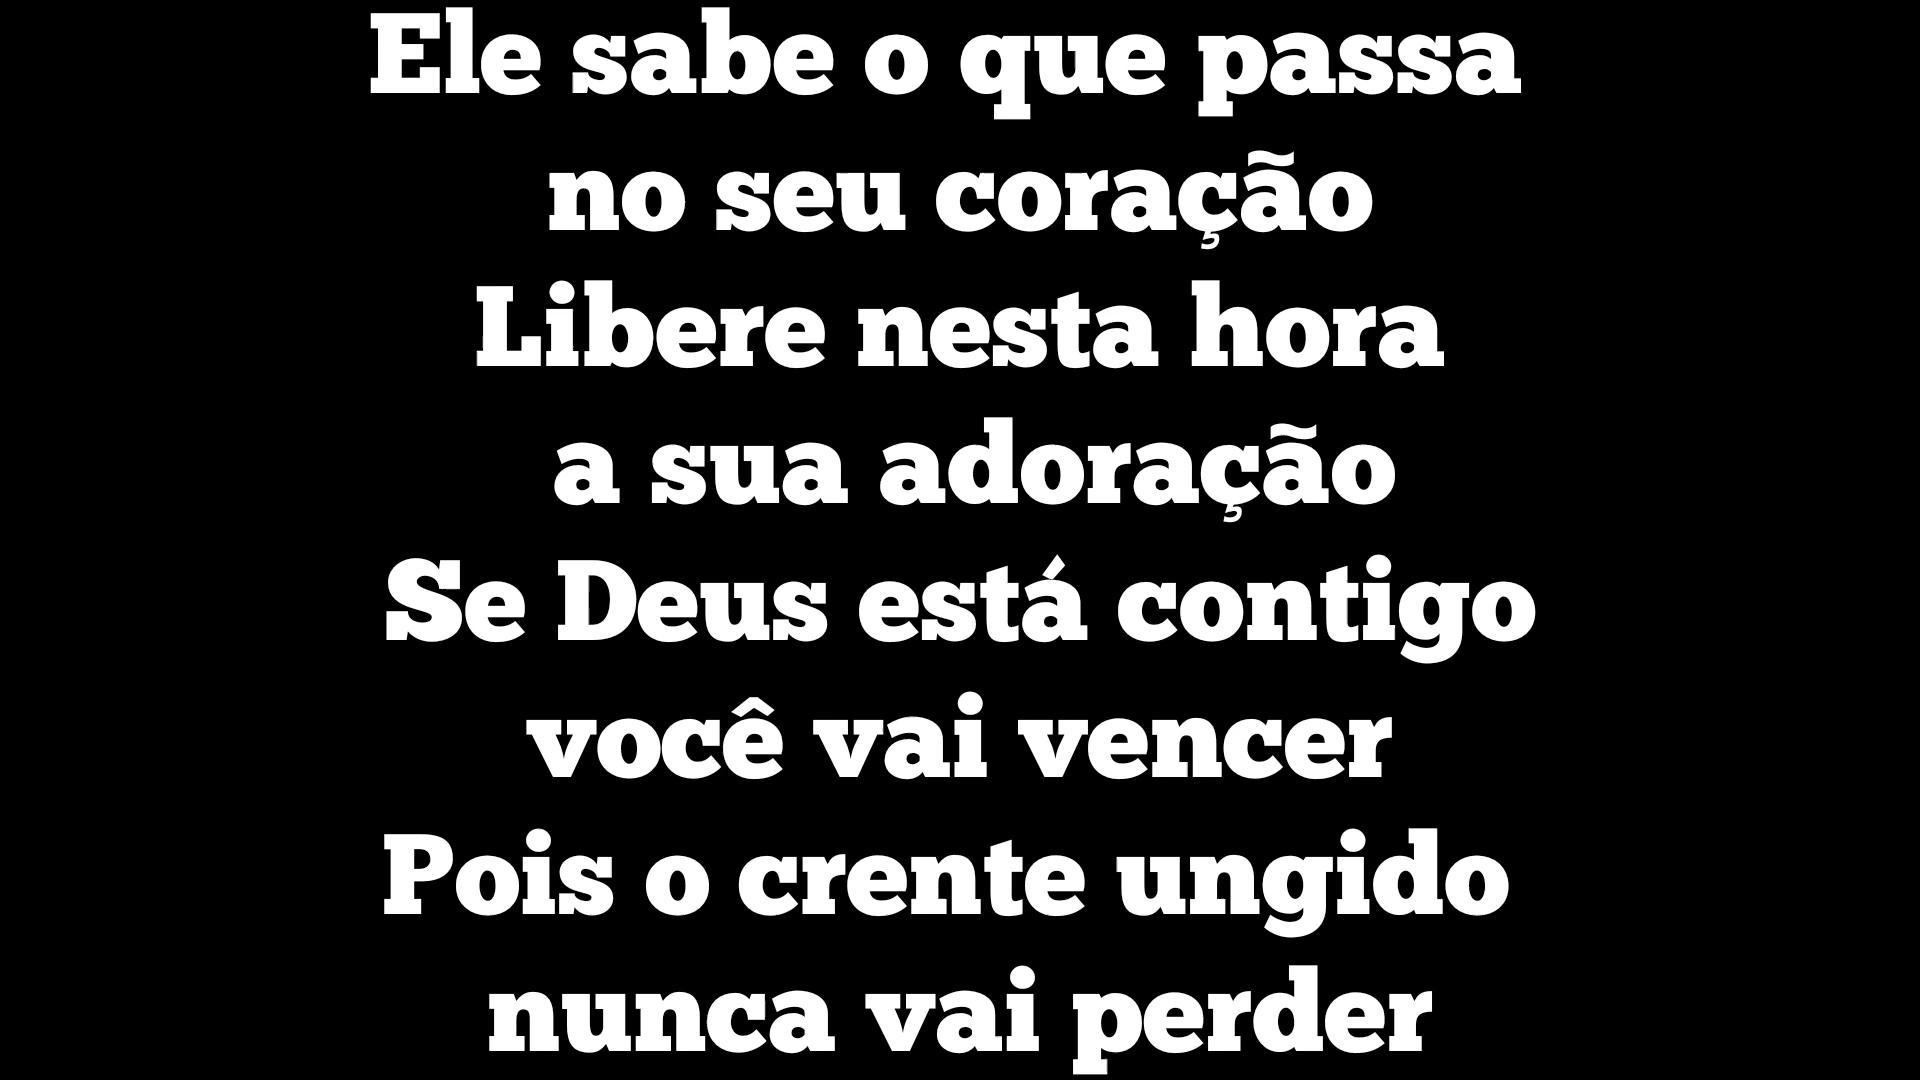 Ele sabe o que passa
no seu coração
Libere nesta hora
a sua adoração
Se Deus está contigo
você vai vencer
Pois o crente ungido
nunca vai perder